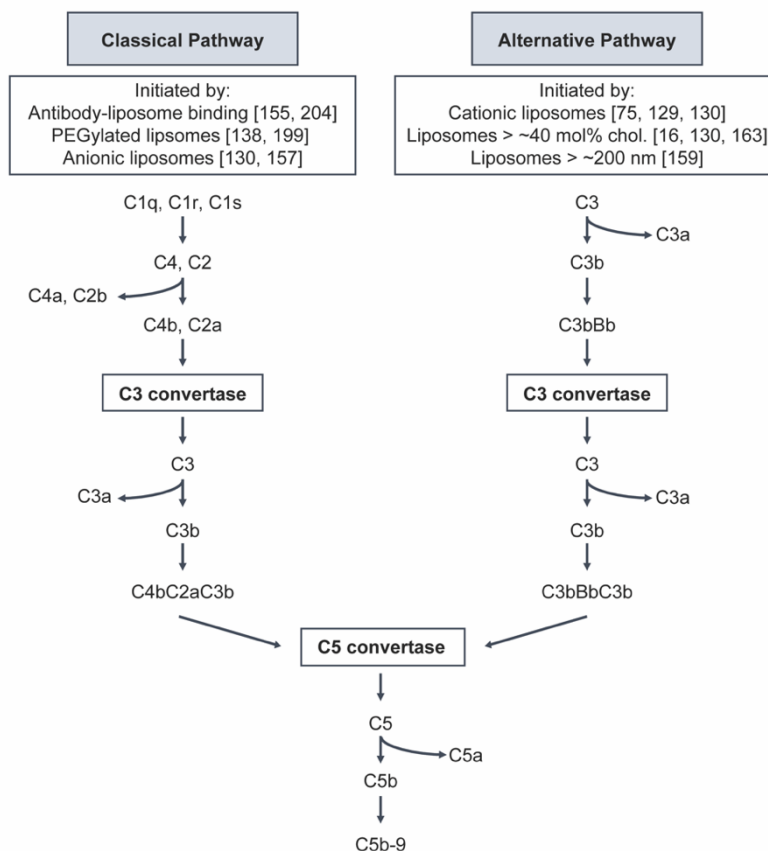 Classical Pathway
Initiated by:
Antibody-liposome binding [155, 204]
PEGylated lipsomes [138, 199]
Anionic liposomes [130, 157]
C1q, C1r, C1s
C4, C2
C4a, C2b
C4b, C2a
C3 convertase
C3
C3a
C3b
C4bC2aC3b
Alternative Pathway
Initiated by:
Cationic liposomes [75, 129, 130]
Liposomes > ~40 mol% chol. [16, 130, 163]
Liposomes > ~200 nm [159]
C3
C3a
C3b
C3bBb
C3 convertase
C3
C3a
C3b
C3bBbC3b
C5 convertase
C5
C5a
C5b
C5b-9